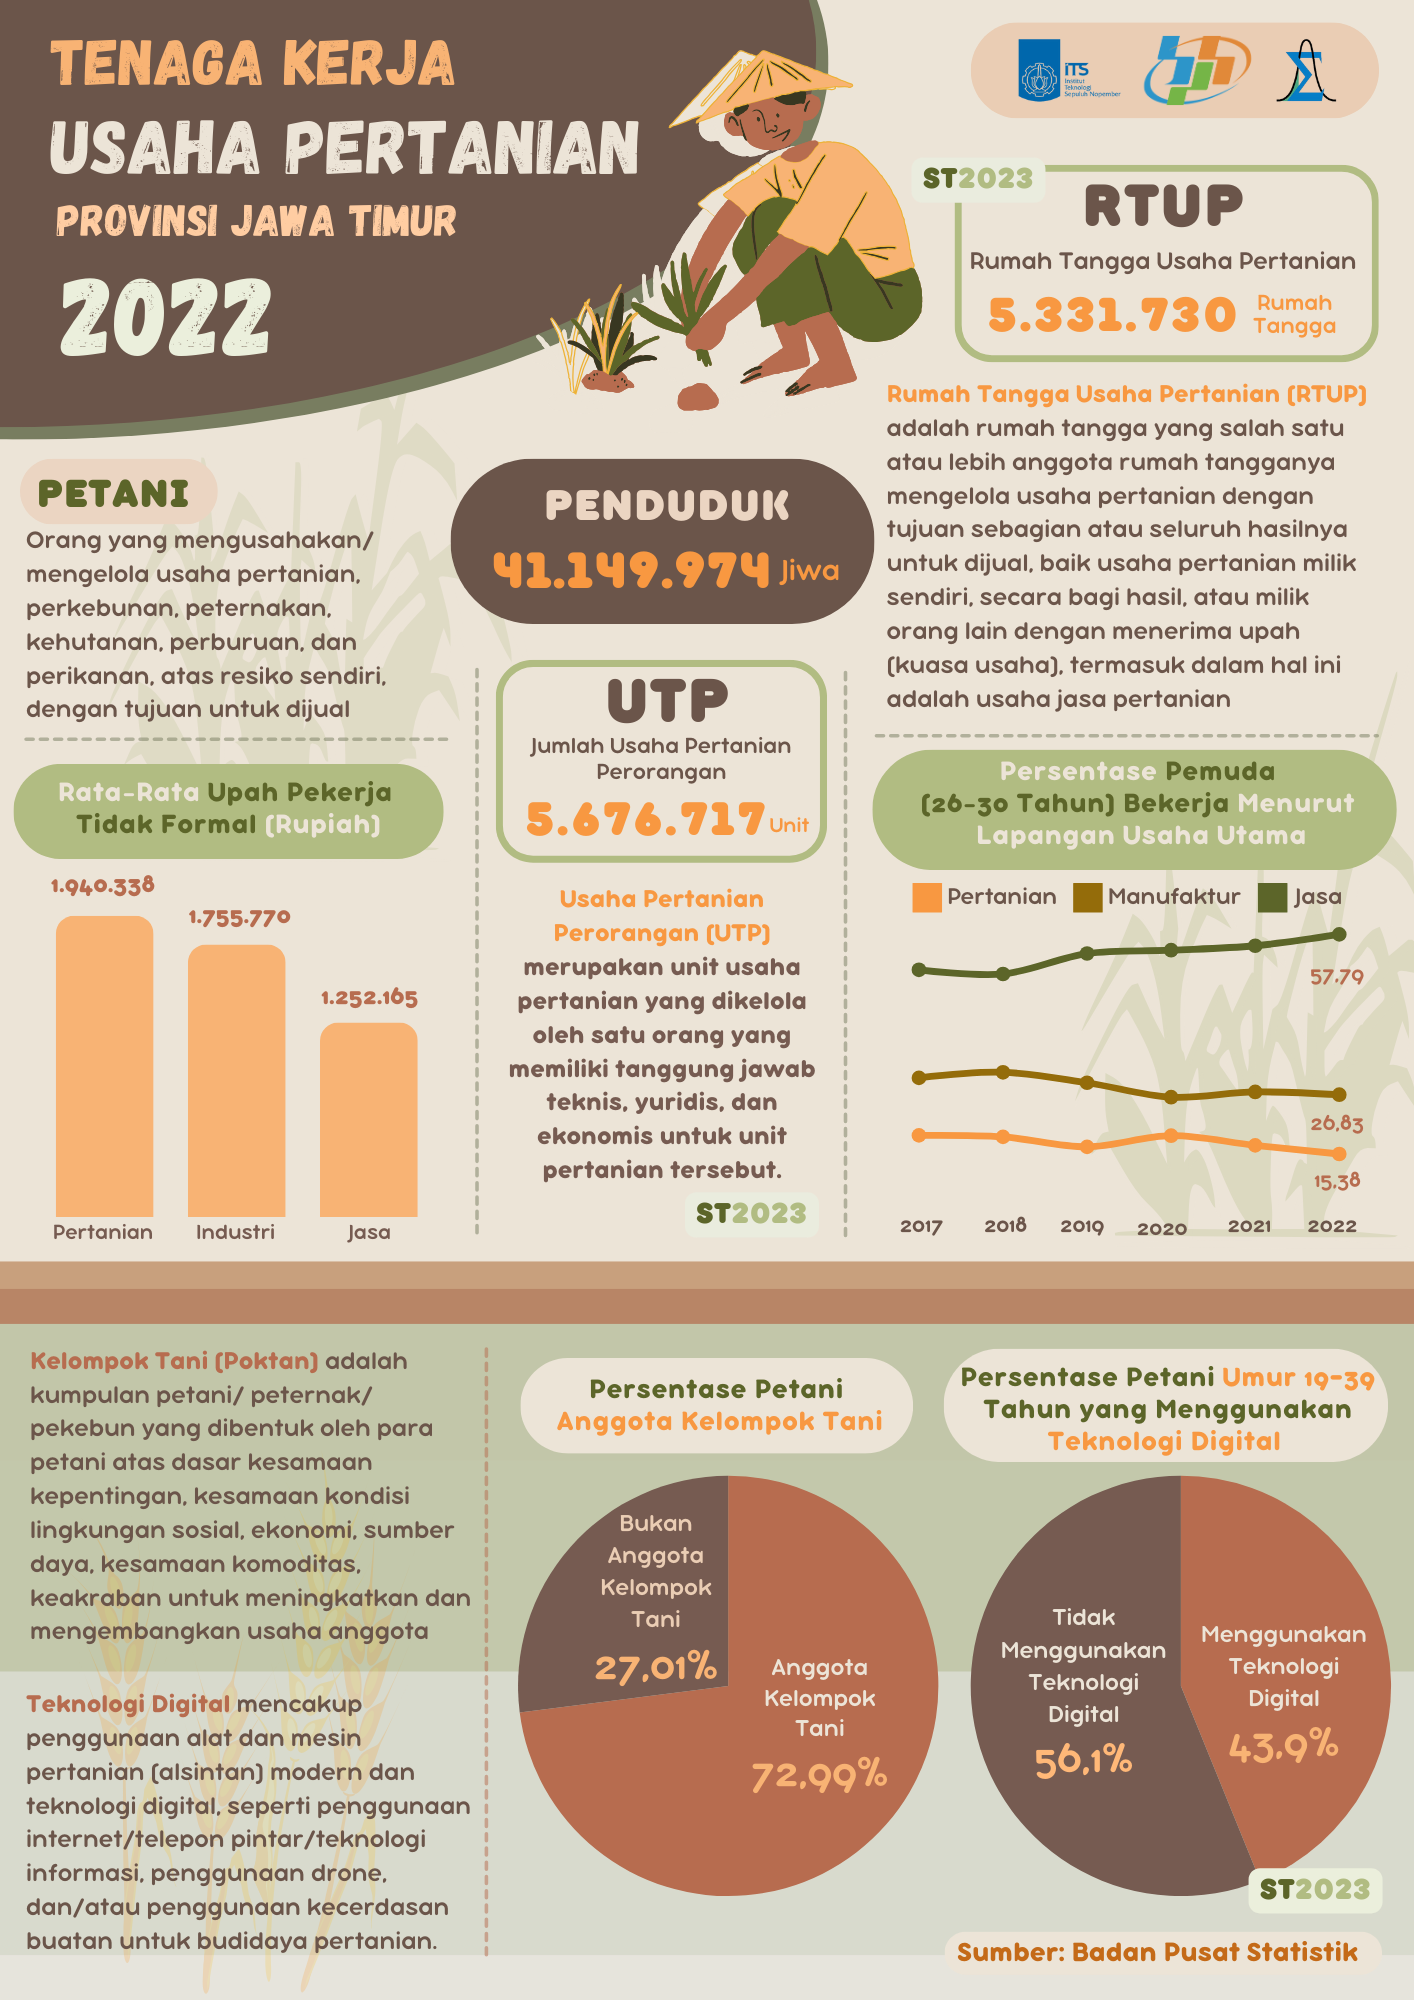 TENAGA KERJA
USAHA PERTANIAN
PROVINSI JAWA TIMUR
2022
iTS
Institut
Teknologi
Sepuluh Nopember
ST2023
RTUP
Rumah Tangga Usaha Pertanian
5.331.730 Rumah
Tangga
Rumah Tangga Usaha Pertanian (RTUP)
adalah rumah tangga yang salah satu
atau lebih anggota rumah tangganya
mengelola usaha pertanian dengan
tujuan sebagian atau seluruh hasilnya
untuk dijual, baik usaha pertanian milik
sendiri, secara bagi hasil, atau milik
orang lain dengan menerima upah
(kuasa usaha), termasuk dalam hal ini
adalah usaha jasa pertanian
PETANI
Orang yang mengusahakan/
mengelola usaha pertanian,
perkebunan, peternakan,
kehutanan, perburuan, dan
perikanan, atas resiko sendiri,
dengan tujuan untuk dijual
PENDUDUK
41.149.974 Jiwa
UTP
Jumlah Usaha Pertanian
Perorangan
5.676.717 Unit
Usaha Pertanian
Perorangan (UTP)
merupakan unit usaha
pertanian yang dikelola
oleh satu orang yang
memiliki tanggung jawab
teknis, yuridis, dan
ekonomis untuk unit
pertanian tersebut.
ST2023
Rata-Rata Upah Pekerja
Tidak Formal (Rupiah)
1.940.338
1.755.770
1.252.165
Pertanian Industri Jasa
Persentase Pemuda
(26-30 Tahun) Bekerja Menurut
Lapangan Usaha Utama
Pertanian Manufaktur Jasa
57,79
26,83
15,38
2017 2018 2019 2020 2021 2022
Kelompok Tani (Poktan) adalah
kumpulan petani/ peternak/
pekebun yang dibentuk oleh para
petani atas dasar kesamaan
kepentingan, kesamaan kondisi
lingkungan sosial, ekonomi, sumber
daya, kesamaan komoditas,
keakraban untuk meningkatkan dan
mengembangkan usaha anggota
Teknologi Digital mencakup
penggunaan alat dan mesin
pertanian (alsintan) modern dan
teknologi digital, seperti penggunaan
internet/telepon pintar/teknologi
informasi, penggunaan drone,
dan/atau penggunaan kecerdasan
buatan untuk budidaya pertanian.
Persentase Petani
Anggota Kelompok Tani
Bukan
Anggota
Kelompok
Tani
27,01%
Anggota
Kelompok
Tani
72,99%
Persentase Petani Umur 19-39
Tahun yang Menggunakan
Teknologi Digital
Tidak
Menggunakan
Teknologi
Digital
56,1%
Menggunakan
Teknologi
Digital
43,9%
ST2023
Sumber: Badan Pusat Statistik